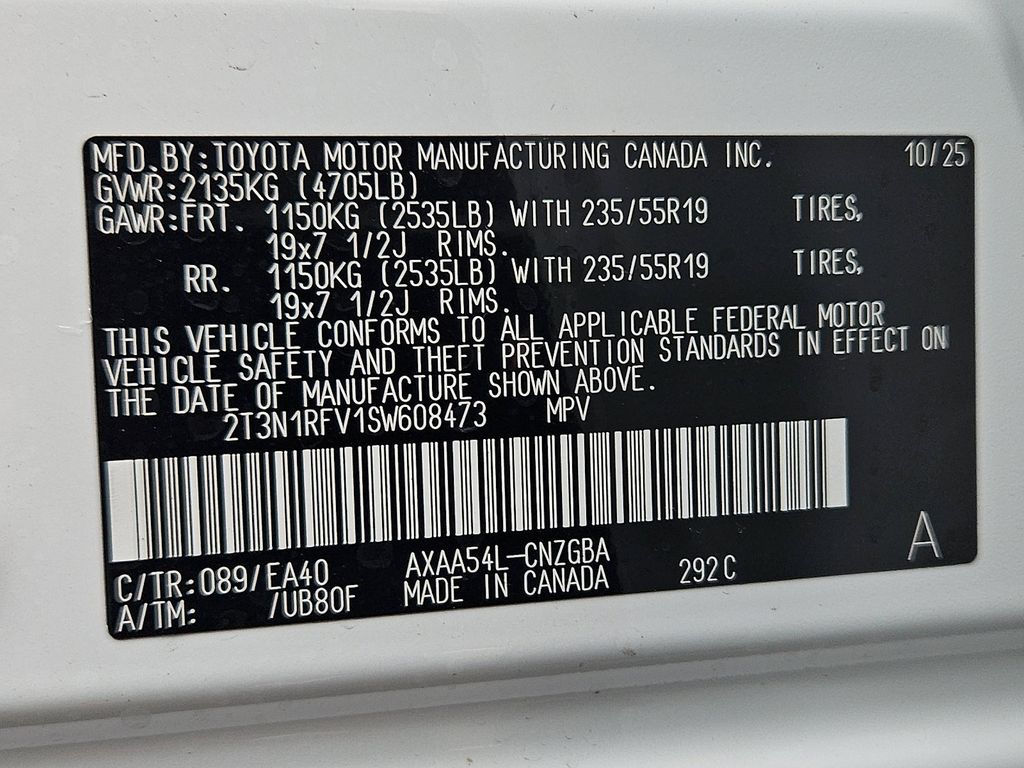 MFD.BY:TOYOTA MOTOR MANUFACTURING CANADA INC. 10/25
GVWR:2135KG (4705LB)
GAWR:FRT. 1150KG (2535LB) WITH 235/55R19 TIRES,
19x7 1/2J RIMS.
RR. 1150KG (2535LB) WITH 235/55R19 TIRES,
19x7 1/2J RIMS.
THIS VEHICLE CONFORMS TO ALL APPLICABLE FEDERAL MOTOR
VEHICLE SAFETY AND THEFT PREVENTION STANDARDS IN EFFECT ON
THE DATE OF MANUFACTURE SHOWN ABOVE.
2T3N1RFV1SW608473 MPV
A
C/TR:089/EA40 AXAA54L-CNZGBA 292C
A/TM: /UB80F MADE IN CANADA